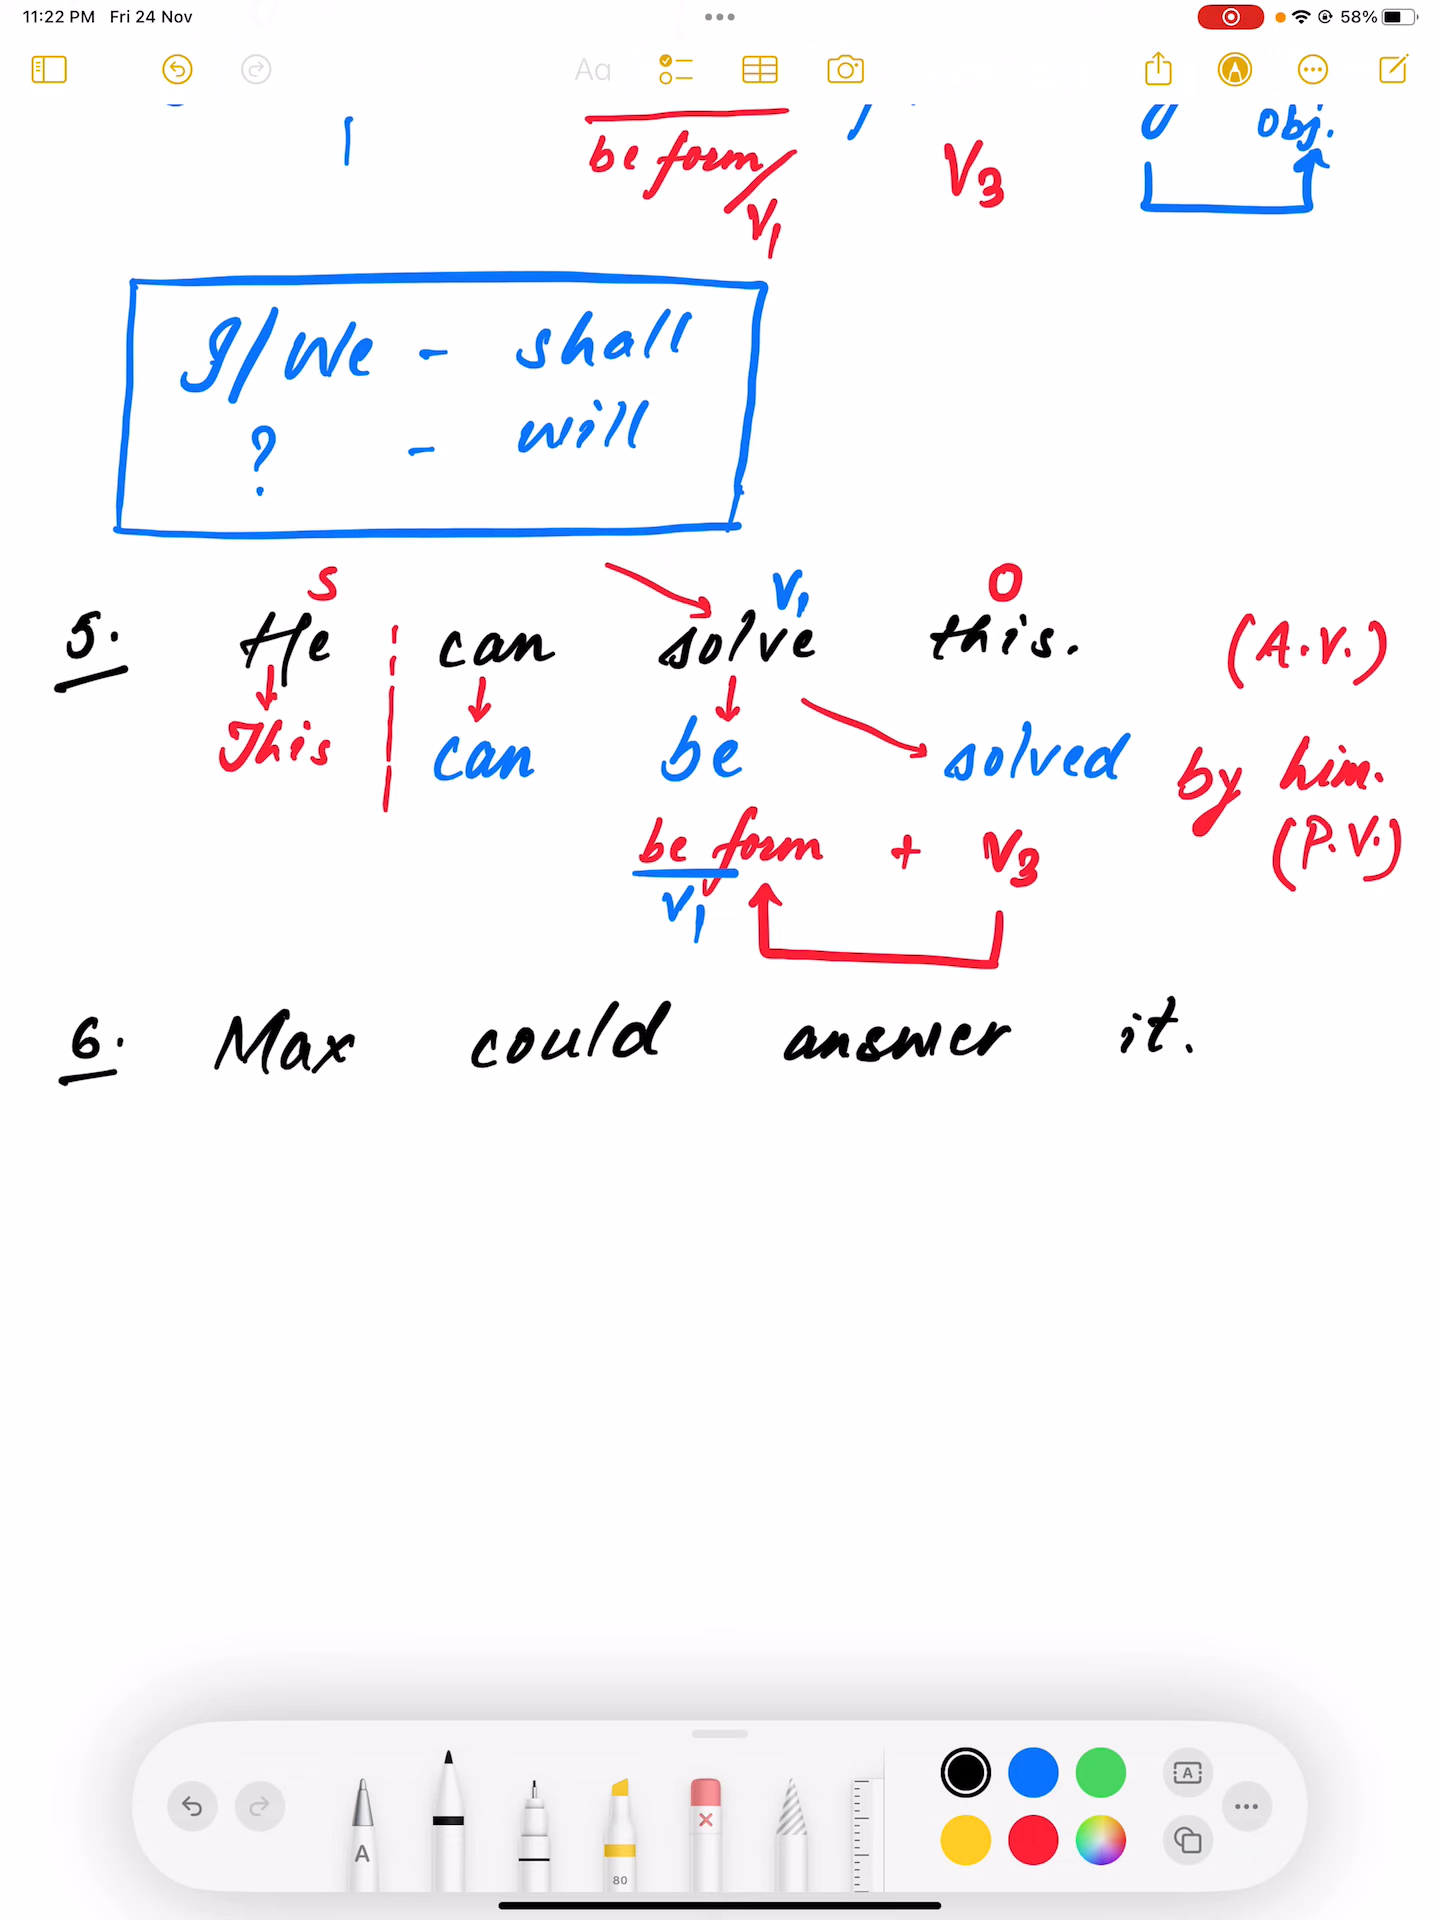 11:22 PM Fri 24 Nov 58%
Aa
obj.
be form/V1 V3
I/We - shall
? - will
S V1 O
5. He can solve this. (A.V.)
This can be solved by him.
be form + V3 (P.V.)
V1
6. Max could answer it.
A 80 A